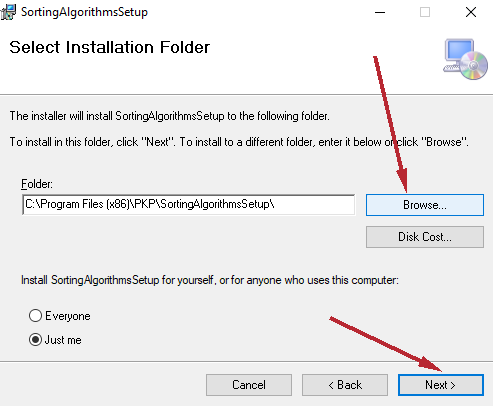 SortingAlgorithmsSetup
Select Installation Folder
The installer will install SortingAlgorithmsSetup to the following folder.
To install in this folder, click "Next". To install to a different folder, enter it below or click "Browse".
Folder:
C:\Program Files (x86)\PKP\SortingAlgorithmsSetup\
Browse...
Disk Cost...
Install SortingAlgorithmsSetup for yourself, or for anyone who uses this computer:
Everyone
Just me
Cancel
< Back
Next >